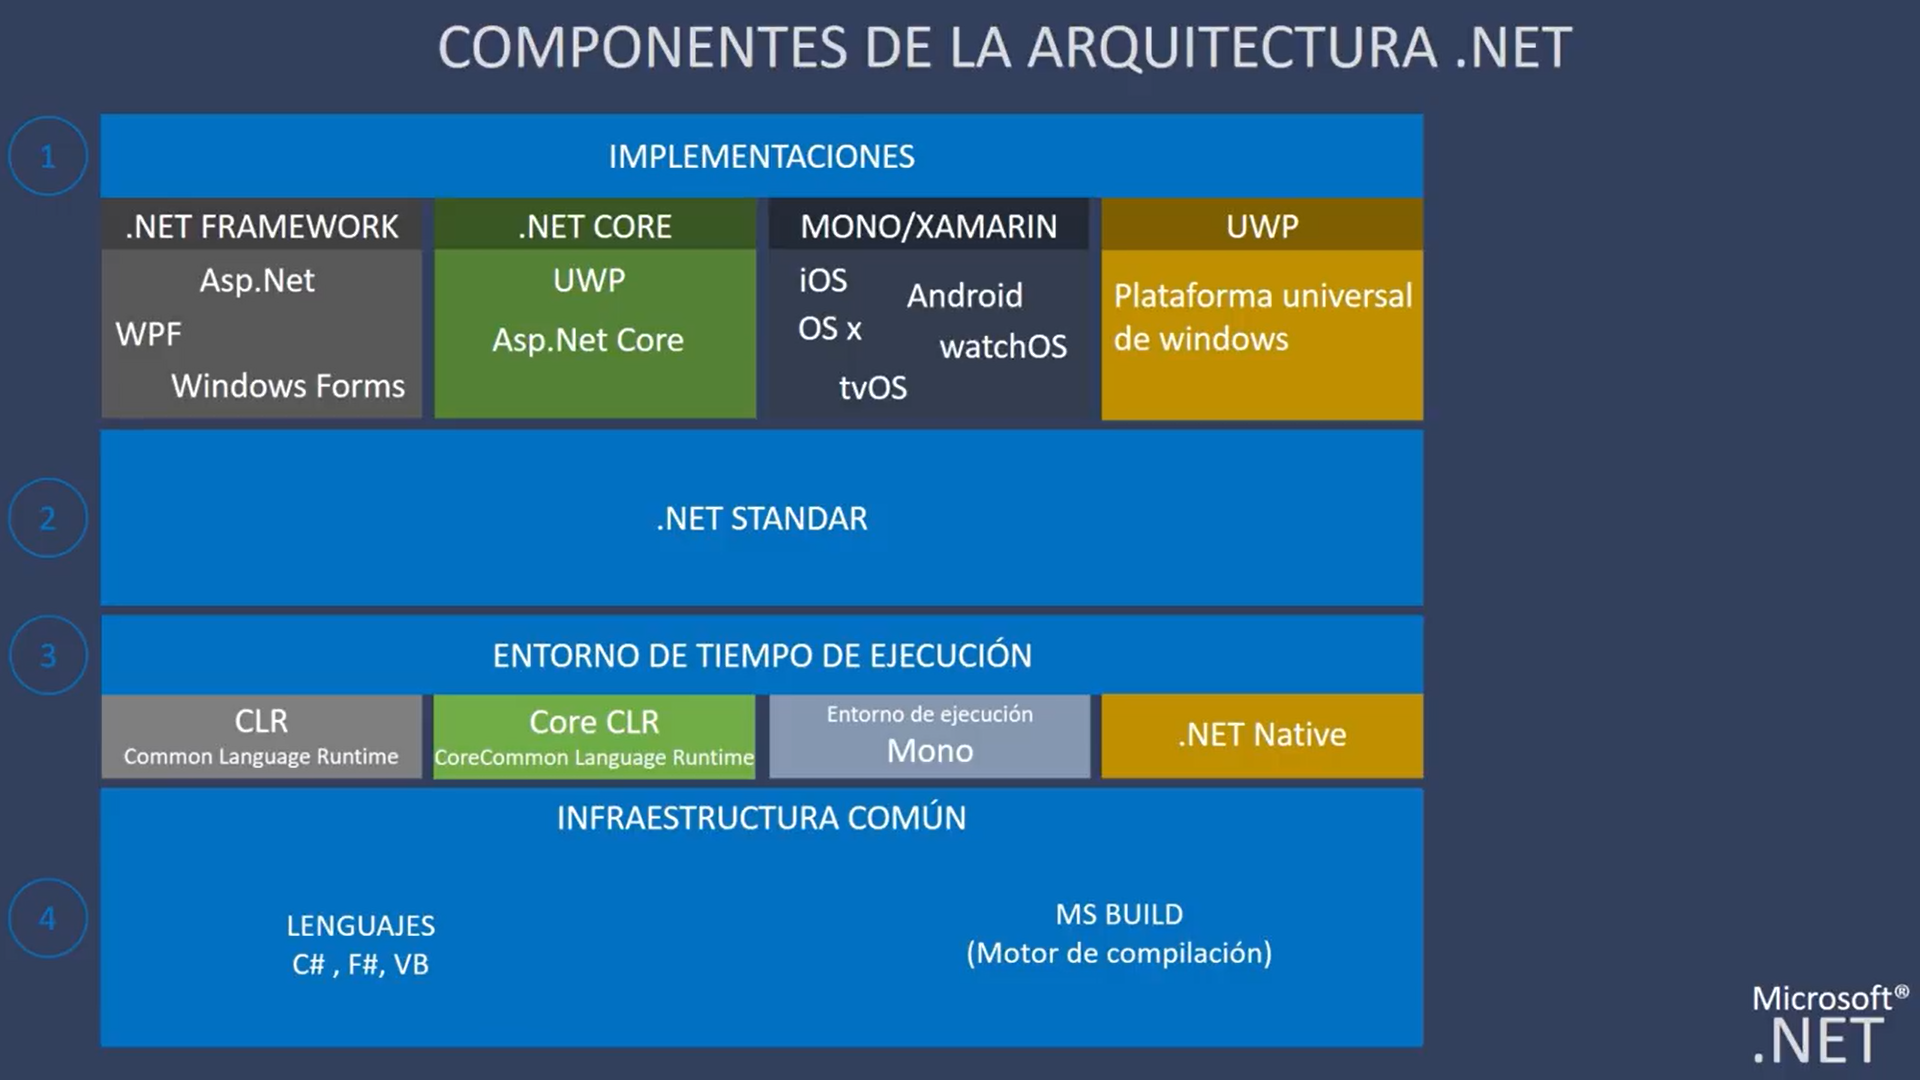 COMPONENTES DE LA ARQUITECTURA .NET
1
IMPLEMENTACIONES
.NET FRAMEWORK
Asp.Net
WPF
Windows Forms
.NET CORE
UWP
Asp.Net Core
MONO/XAMARIN
iOS
Android
OS x
watchOS
tvOS
UWP
Plataforma universal
de windows
2
.NET STANDAR
3
ENTORNO DE TIEMPO DE EJECUCIÓN
CLR
Common Language Runtime
Core CLR
CoreCommon Language Runtime
Entorno de ejecución
Mono
.NET Native
4
INFRAESTRUCTURA COMÚN
LENGUAJES
C# , F#, VB
MS BUILD
(Motor de compilación)
Microsoft®
.NET